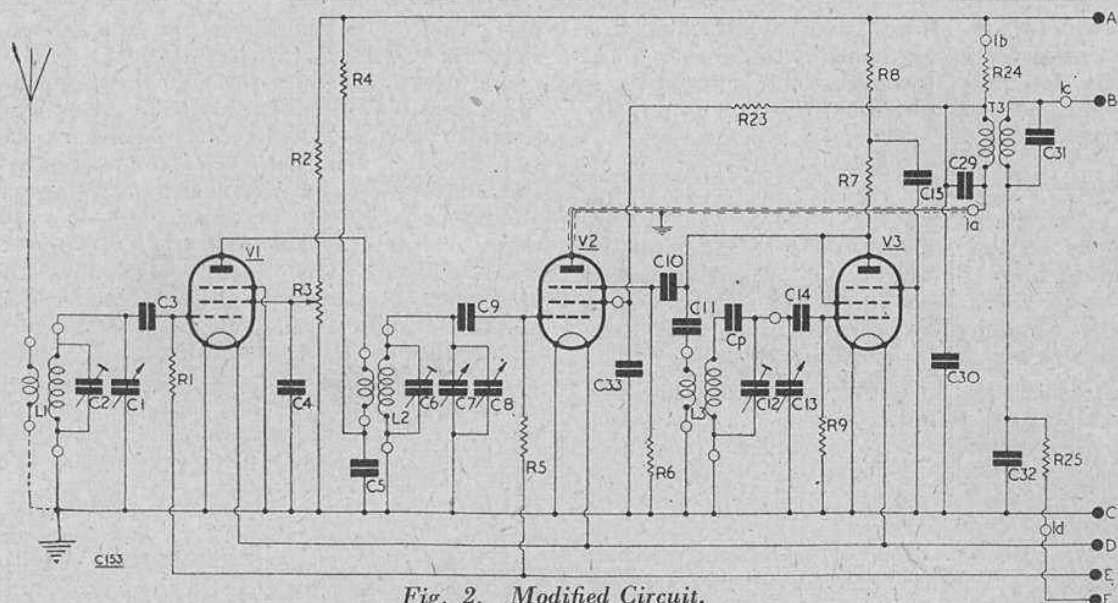 A
Ib
R4
R8
R24
Ic
B
T3
R23
C31
R2
C29
R7
C15
Ia
V1
V2
V3
C10
C3
R3
C9
C11
C14
Cp
C33
C30
L1
C2
C1
R1
C4
L2
C6
C7
C8
L3
C12
C13
R9
R5
R6
C32
R25
C5
C
Id
C153
D
E
F
Fig. 2. Modified Circuit.